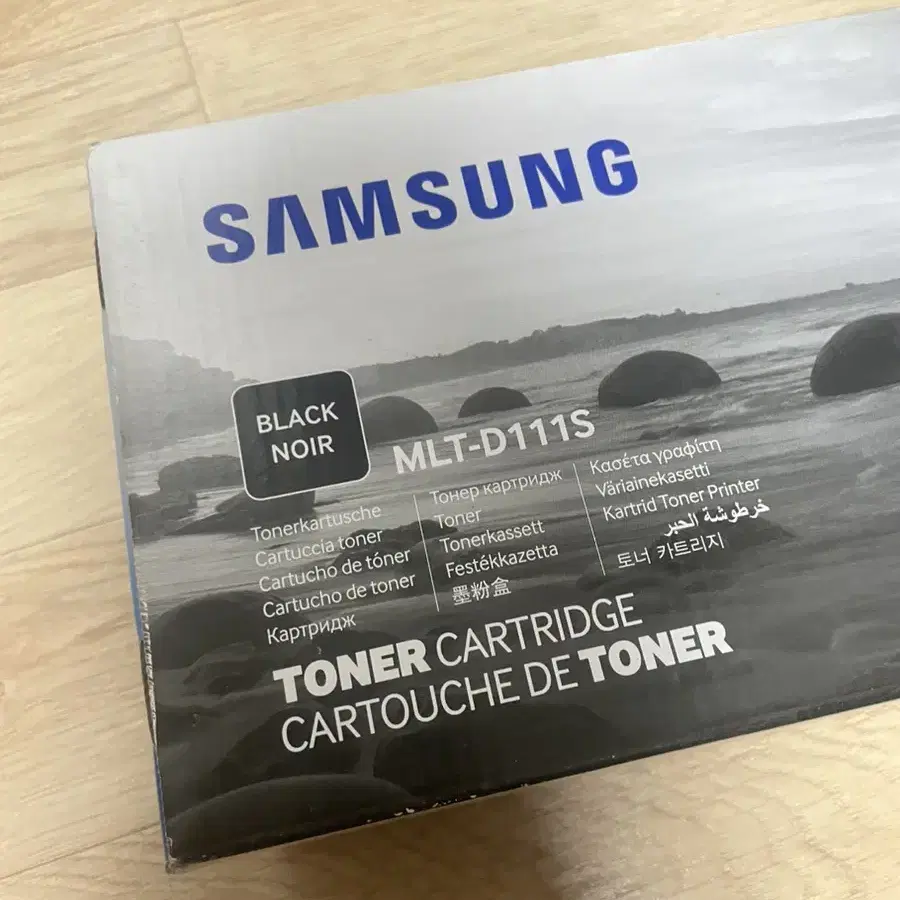 SAMSUNG
BLACK
NOIR
MLT-D111S
Tonerkartusche
Cartuccia toner
Cartucho de tóner
Cartucho de toner
Картридж
Тонер картридж
Toner
Tonerkassett
Festékkazetta
墨粉盒
Κασέτα γραφίτη
Väriainekasetti
Kartrid Toner Printer
خرطوشة الحبر
토너 카트리지
TONER CARTRIDGE
CARTOUCHE DE TONER